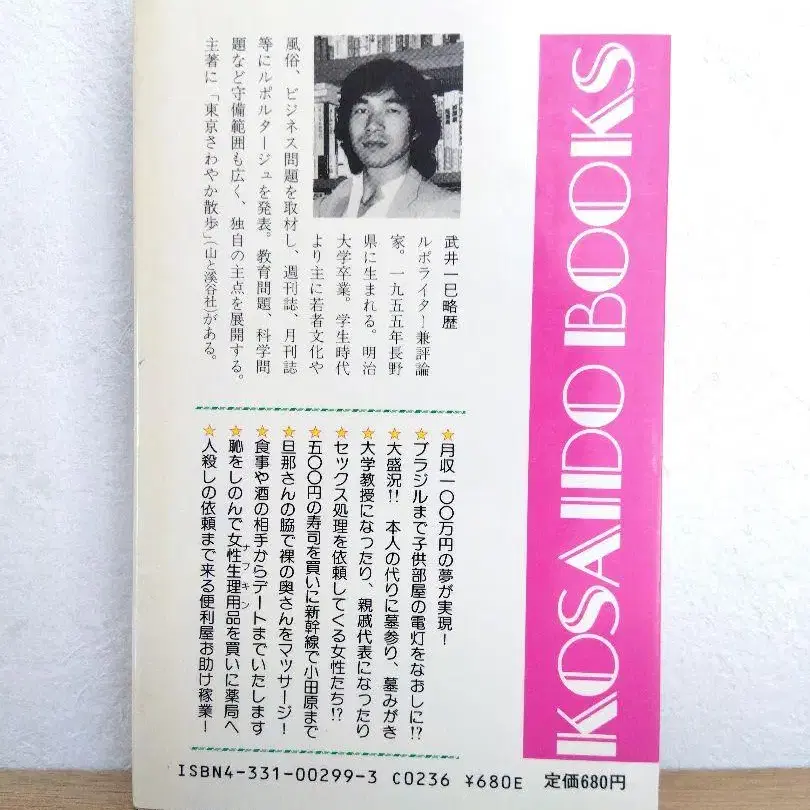 KOSAIDO BOOKS
武井一巳略歴
ルポライター兼評論
家。一九五五年長野
県に生まれる。明治
大学卒業。学生時代
より主に若者文化や
風俗、ビジネス問題を取材し、週刊誌、月刊誌
等にルポルタージュを発表。教育問題、科学問
題など守備範囲も広く、独自の主点を展開する。
主著に「東京さわやか散歩」(山と溪谷社)がある。
★月収一〇〇万円の夢が実現！
★ブラジルまで子供部屋の電灯をなおしに!?
★大盛況!! 本人の代りに墓参り、墓みがき
★大学教授になったり、親戚代表になったり
★セックス処理を依頼してくる女性たち!?
★五〇〇円の寿司を買いに新幹線で小田原まで
★旦那さんの脇で裸の奥さんをマッサージ！
★食事や酒の相手からデートまでいたします
★恥をしのんで女性生理用品を買いに薬局へ
ナプキン
★人殺しの依頼まで来る便利屋お助け稼業！
ISBN4-331-00299-3 C0236 ¥680E 定価680円